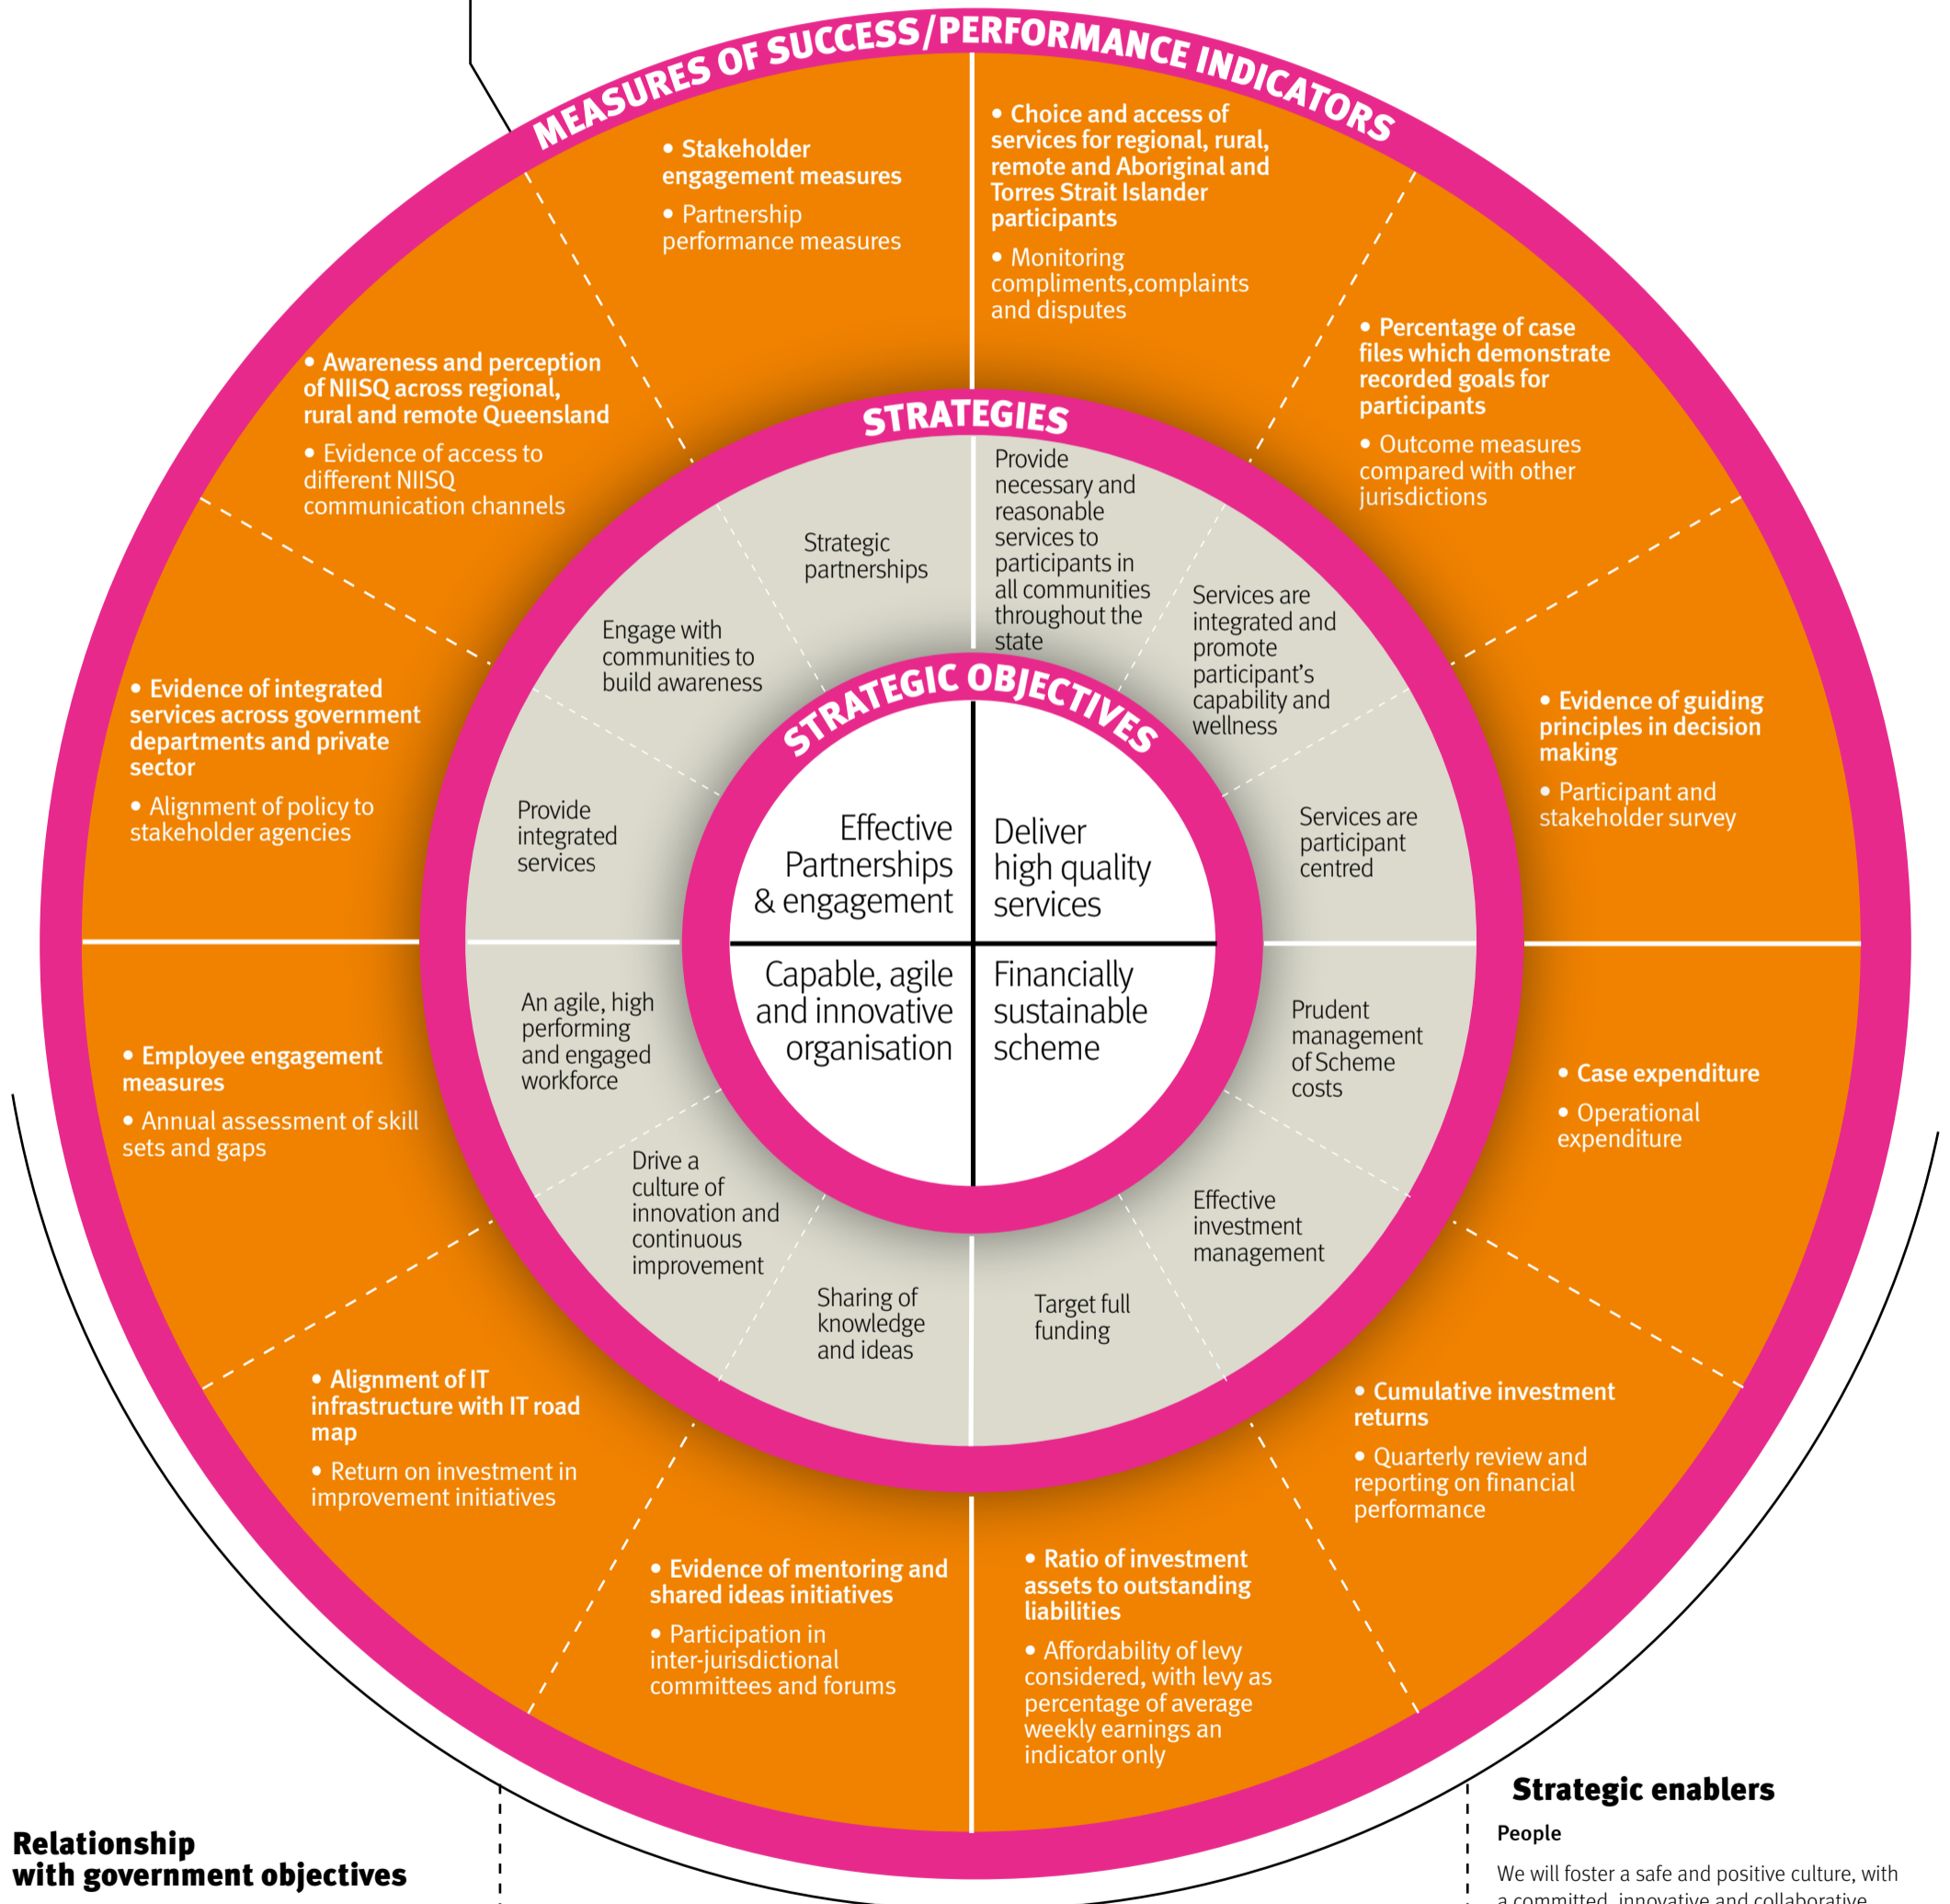 MEASURES OF SUCCESS/PERFORMANCE INDICATORS
• Stakeholder
engagement measures
• Partnership
performance measures
• Choice and access of
services for regional, rural,
remote and Aboriginal and
Torres Strait Islander
participants
• Monitoring
compliments,complaints
and disputes
• Percentage of case
files which demonstrate
recorded goals for
participants
• Outcome measures
compared with other
jurisdictions
• Evidence of guiding
principles in decision
making
• Participant and
stakeholder survey
• Case expenditure
• Operational
expenditure
• Cumulative investment
returns
• Quarterly review and
reporting on financial
performance
• Ratio of investment
assets to outstanding
liabilities
• Affordability of levy
considered, with levy as
percentage of average
weekly earnings an
indicator only
• Evidence of mentoring and
shared ideas initiatives
• Participation in
inter-jurisdictional
committees and forums
• Alignment of IT
infrastructure with IT road
map
• Return on investment in
improvement initiatives
• Employee engagement
measures
• Annual assessment of skill
sets and gaps
• Evidence of integrated
services across government
departments and private
sector
• Alignment of policy to
stakeholder agencies
• Awareness and perception
of NIISQ across regional,
rural and remote Queensland
• Evidence of access to
different NIISQ
communication channels
STRATEGIES
Strategic
partnerships
Provide
necessary and
reasonable
services to
participants in
all communities
throughout the
state
Services are
integrated and
promote
participant’s
capability and
wellness
Services are
participant
centred
Prudent
management
of Scheme
costs
Effective
investment
management
Target full
funding
Sharing of
knowledge
and ideas
Drive a
culture of
innovation and
continuous
improvement
An agile, high
performing
and engaged
workforce
Provide
integrated
services
Engage with
communities to
build awareness
STRATEGIC OBJECTIVES
Effective
Partnerships
& engagement
Deliver
high quality
services
Capable, agile
and innovative
organisation
Financially
sustainable
scheme
Relationship
with government objectives
Strategic enablers
People
We will foster a safe and positive culture, with
a committed, innovative and collaborative